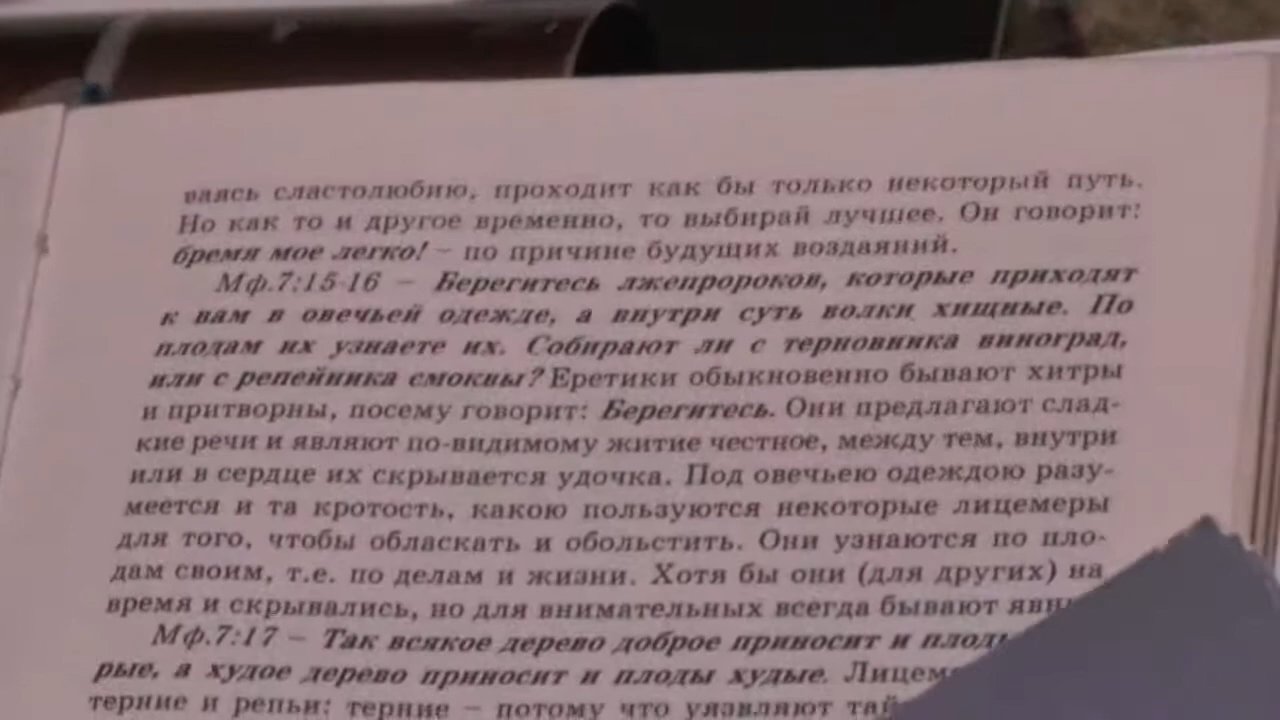 ваясь сластолюбию, проходит как бы только некоторый путь.
Но как то и другое временно, то выбирай лучшее. Он говорит:
бремя мое легко! – по причине будущих воздаяний.
Мф.7:15-16 – Берегитесь лжепророков, которые приходят
к вам в овечьей одежде, а внутри суть волки хищные. По
плодам их узнаете их. Собирают ли с терновника виноград,
или с репейника смоквы? Еретики обыкновенно бывают хитры
и притворны, посему говорит: Берегитесь. Они предлагают слад-
кие речи и являют по-видимому житие честное, между тем, внутри
или в сердце их скрывается удочка. Под овечьею одеждою разу-
меется и та кротость, какою пользуются некоторые лицемеры
для того, чтобы обласкать и обольстить. Они узнаются по пло-
дам своим, т.е. по делам и жизни. Хотя бы они (для других) на
время и скрывались, но для внимательных всегда бывают
Мф.7:17 – Так всякое дерево доброе приносит и
рые, а худое дерево приносит и плоды худые.
терние и репьи: терние – потому что уязвляют